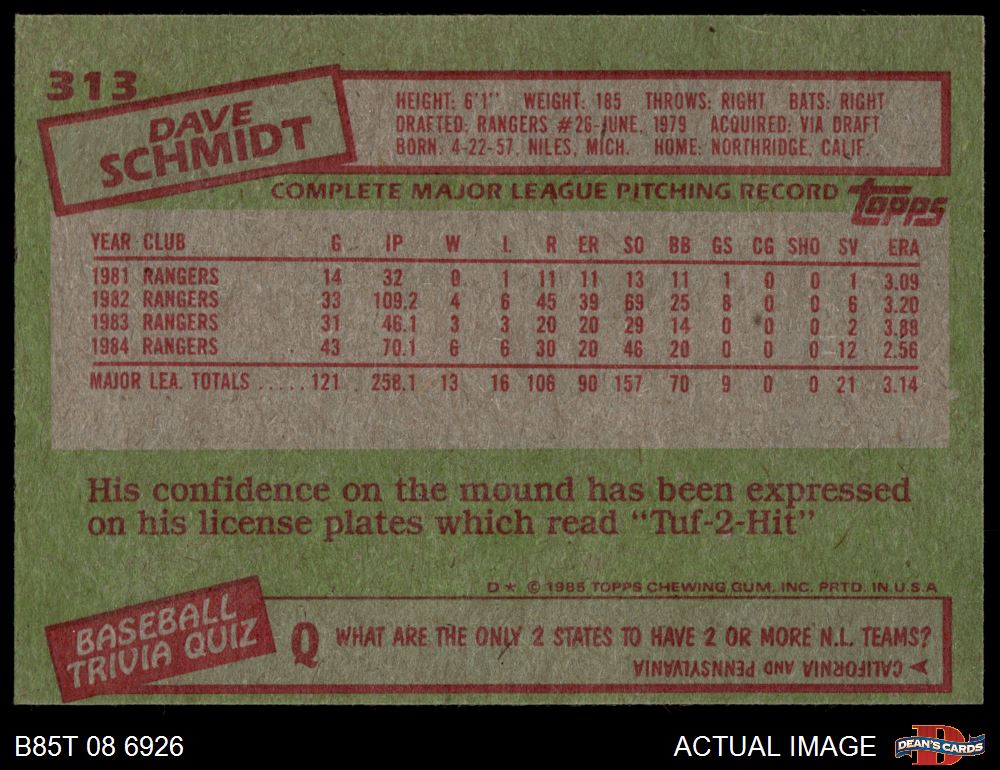 313
DAVE
SCHMIDT
HEIGHT: 6'1" WEIGHT: 185 THROWS: RIGHT BATS: RIGHT
DRAFTED: RANGERS #26-JUNE, 1979 ACQUIRED: VIA DRAFT
BORN: 4-22-57, NILES, MICH. HOME: NORTHRIDGE, CALIF.
COMPLETE MAJOR LEAGUE PITCHING RECORD
topps
YEAR CLUB G IP W L R ER SO BB GS CG SHO SV ERA
1981 RANGERS 14 32 0 1 11 11 13 11 1 0 0 1 3.09
1982 RANGERS 33 109.2 4 6 45 39 69 25 8 0 0 6 3.20
1983 RANGERS 31 46.1 3 3 20 20 29 14 0 0 0 2 3.88
1984 RANGERS 43 70.1 6 6 30 20 46 20 0 0 0 12 2.56
MAJOR LEA. TOTALS ..... 121 258.1 13 16 106 90 157 70 9 0 0 21 3.14
His confidence on the mound has been expressed
on his license plates which read "Tuf-2-Hit"
D★ © 1985 TOPPS CHEWING GUM, INC. PRTD. IN U.S.A
BASEBALL
TRIVIA QUIZ
Q WHAT ARE THE ONLY 2 STATES TO HAVE 2 OR MORE N.L. TEAMS?
CALIFORNIA AND PENNSYLVANIA
B85T 08 6926
ACTUAL IMAGE
DEAN'S CARDS